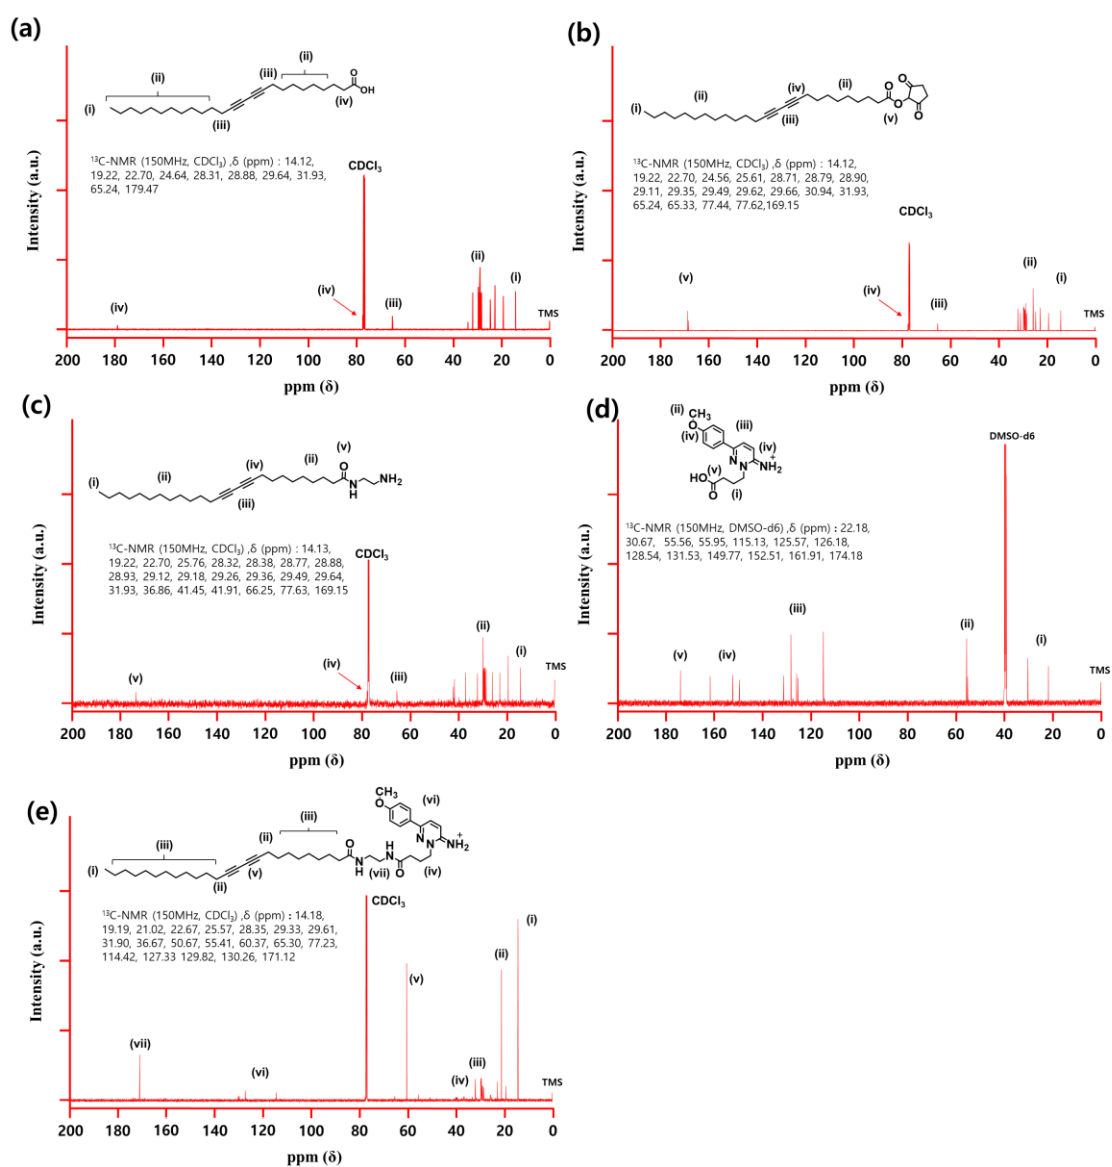 (a)
(ii)
(iii)
(ii)
O
OH
(i)
(iii)
(iv)
¹³C-NMR (150MHz, CDCl₃) ,δ (ppm) : 14.12,
19.22, 22.70, 24.64, 28.31, 28.88, 29.64, 31.93,
65.24, 179.47
CDCl₃
Intensity (a.u.)
(iv)
(iv)
(iii)
(ii)
(i)
TMS
200 180 160 140 120 100 80 60 40 20 0
ppm (δ)
(b)
(i)
(ii)
(iv)
(iii)
(ii)
O
O
(v)
O
O
¹³C-NMR (150MHz, CDCl₃) ,δ (ppm) : 14.12,
19.22, 22.70, 24.56, 25.61, 28.71, 28.79, 28.90,
29.11, 29.35, 29.49, 29.62, 29.66, 30.94, 31.93,
65.24, 65.33, 77.44, 77.62,169.15
CDCl₃
Intensity (a.u.)
(v)
(iv)
(iii)
(ii)
(i)
TMS
200 180 160 140 120 100 80 60 40 20 0
ppm (δ)
(c)
(i)
(ii)
(iv)
(iii)
(ii)
(v)
O
N
H
NH₂
¹³C-NMR (150MHz, CDCl₃) ,δ (ppm) : 14.13,
19.22, 22.70, 25.76, 28.32, 28.38, 28.77, 28.88,
28.93, 29.12, 29.18, 29.26, 29.36, 29.49, 29.64,
31.93, 36.86, 41.45, 41.91, 66.25, 77.63, 169.15
CDCl₃
Intensity (a.u.)
(v)
(iv)
(iii)
(ii)
(i)
TMS
200 180 160 140 120 100 80 60 40 20 0
ppm (δ)
(d)
(ii)
CH₃
O
(iv)
(iii)
(iv)
N
N
NH₂
+
(v)
HO
O
(i)
DMSO-d6
¹³C-NMR (150MHz, DMSO-d6) ,δ (ppm) : 22.18,
30.67, 55.56, 55.95, 115.13, 125.57, 126.18,
128.54, 131.53, 149.77, 152.51, 161.91, 174.18
Intensity (a.u.)
(v)
(iv)
(iii)
(ii)
(i)
TMS
200 180 160 140 120 100 80 60 40 20 0
ppm (δ)
(e)
(i)
(iii)
(ii)
(ii)
(v)
(iii)
O
N
H
(vii)
H
N
O
(iv)
CH₃
O
(vi)
N
N
NH₂
+
¹³C-NMR (150MHz, CDCl₃) ,δ (ppm) : 14.18,
19.19, 21.02, 22.67, 25.57, 28.35, 29.33, 29.61,
31.90, 36.67, 50.67, 55.41, 60.37, 65.30, 77.23,
114.42, 127.33 129.82, 130.26, 171.12
CDCl₃
Intensity (a.u.)
(vii)
(vi)
(v)
(iv)
(iii)
(ii)
(i)
TMS
200 180 160 140 120 100 80 60 40 20 0
ppm (δ)